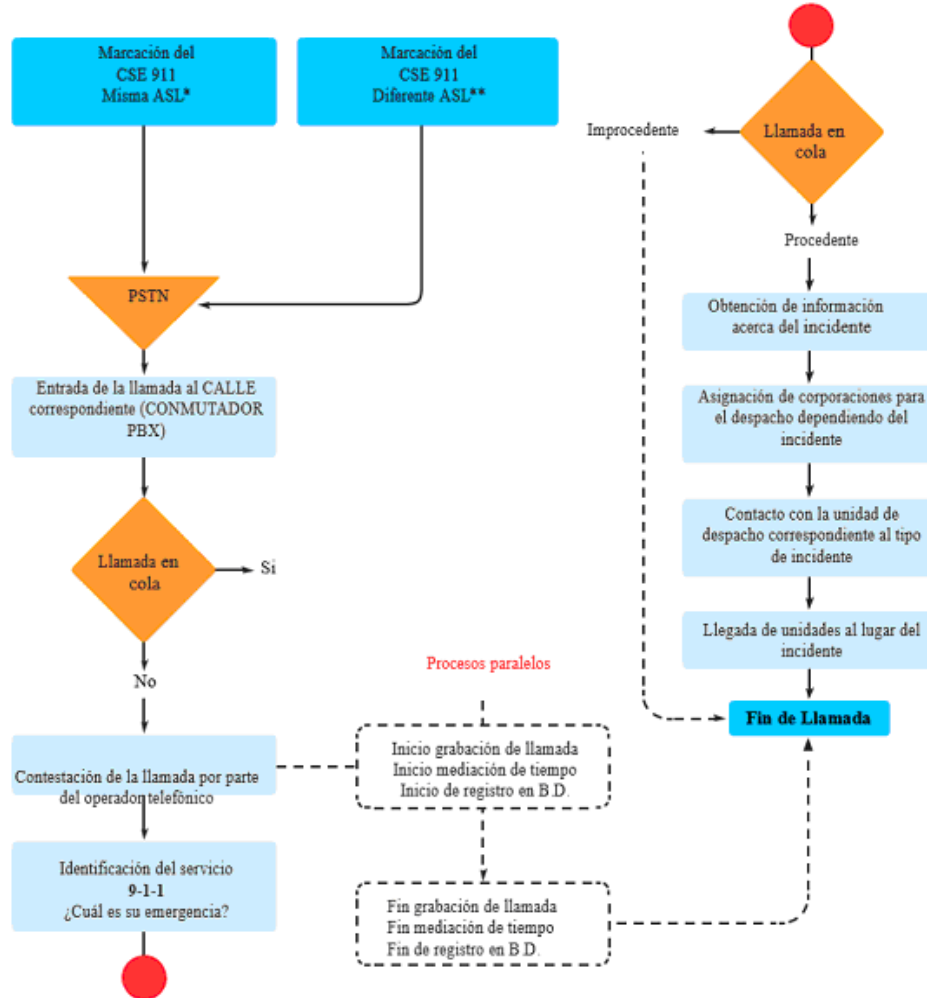 Marcación del
CSE 911
Misma ASL*
Marcación del
CSE 911
Diferente ASL**
PSTN
Entrada de la llamada al CALLE
correspondiente (CONMUTADOR
PBX)
Llamada en
cola
Si
No
Contestación de la llamada por parte
del operador telefónico
Identificación del servicio
9-1-1
¿Cuál es su emergencia?
Procesos paralelos
Inicio grabación de llamada
Inicio mediación de tiempo
Inicio de registro en B.D.
Fin grabación de llamada
Fin mediación de tiempo
Fin de registro en B.D.
Llamada en
cola
Improcedente
Procedente
Obtención de información
acerca del incidente
Asignación de corporaciones para
el despacho dependiendo del
incidente
Contacto con la unidad de
despacho correspondiente al tipo
de incidente
Llegada de unidades al lugar del
incidente
Fin de Llamada